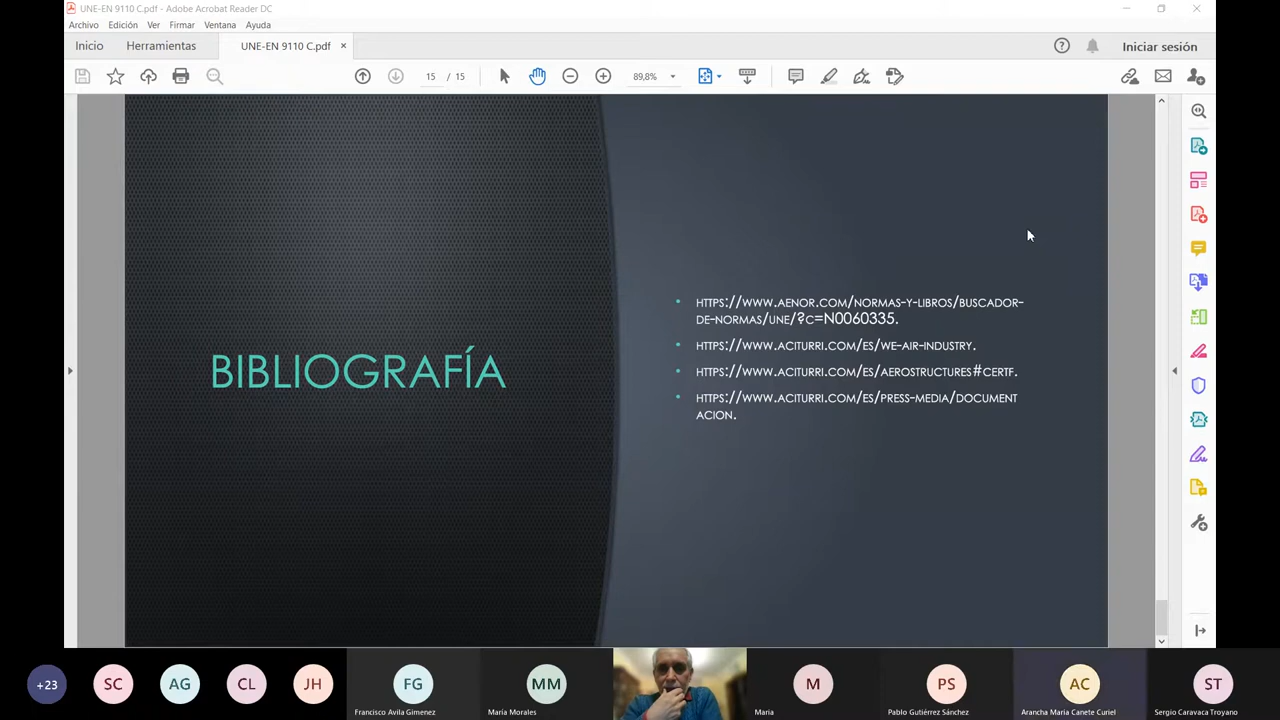 UNE-EN 9110 C.pdf - Adobe Acrobat Reader DC
Archivo Edición Ver Firmar Ventana Ayuda
Inicio Herramientas UNE-EN 9110 C.pdf × Iniciar sesión
15 / 15 89,8%
BIBLIOGRAFÍA
• HTTPS://WWW.AENOR.COM/NORMAS-Y-LIBROS/BUSCADOR-
DE-NORMAS/UNE/?C=N0060335.
• HTTPS://WWW.ACITURRI.COM/ES/WE-AIR-INDUSTRY.
• HTTPS://WWW.ACITURRI.COM/ES/AEROSTRUCTURES#CERTF.
• HTTPS://WWW.ACITURRI.COM/ES/PRESS-MEDIA/DOCUMENT
ACION.
+23 SC AG CL JH FG MM M PS AC ST
Francisco Avila Gimenez María Morales Maria Pablo Gutiérrez Sánchez Arancha Maria Canete Curiel Sergio Caravaca Troyano